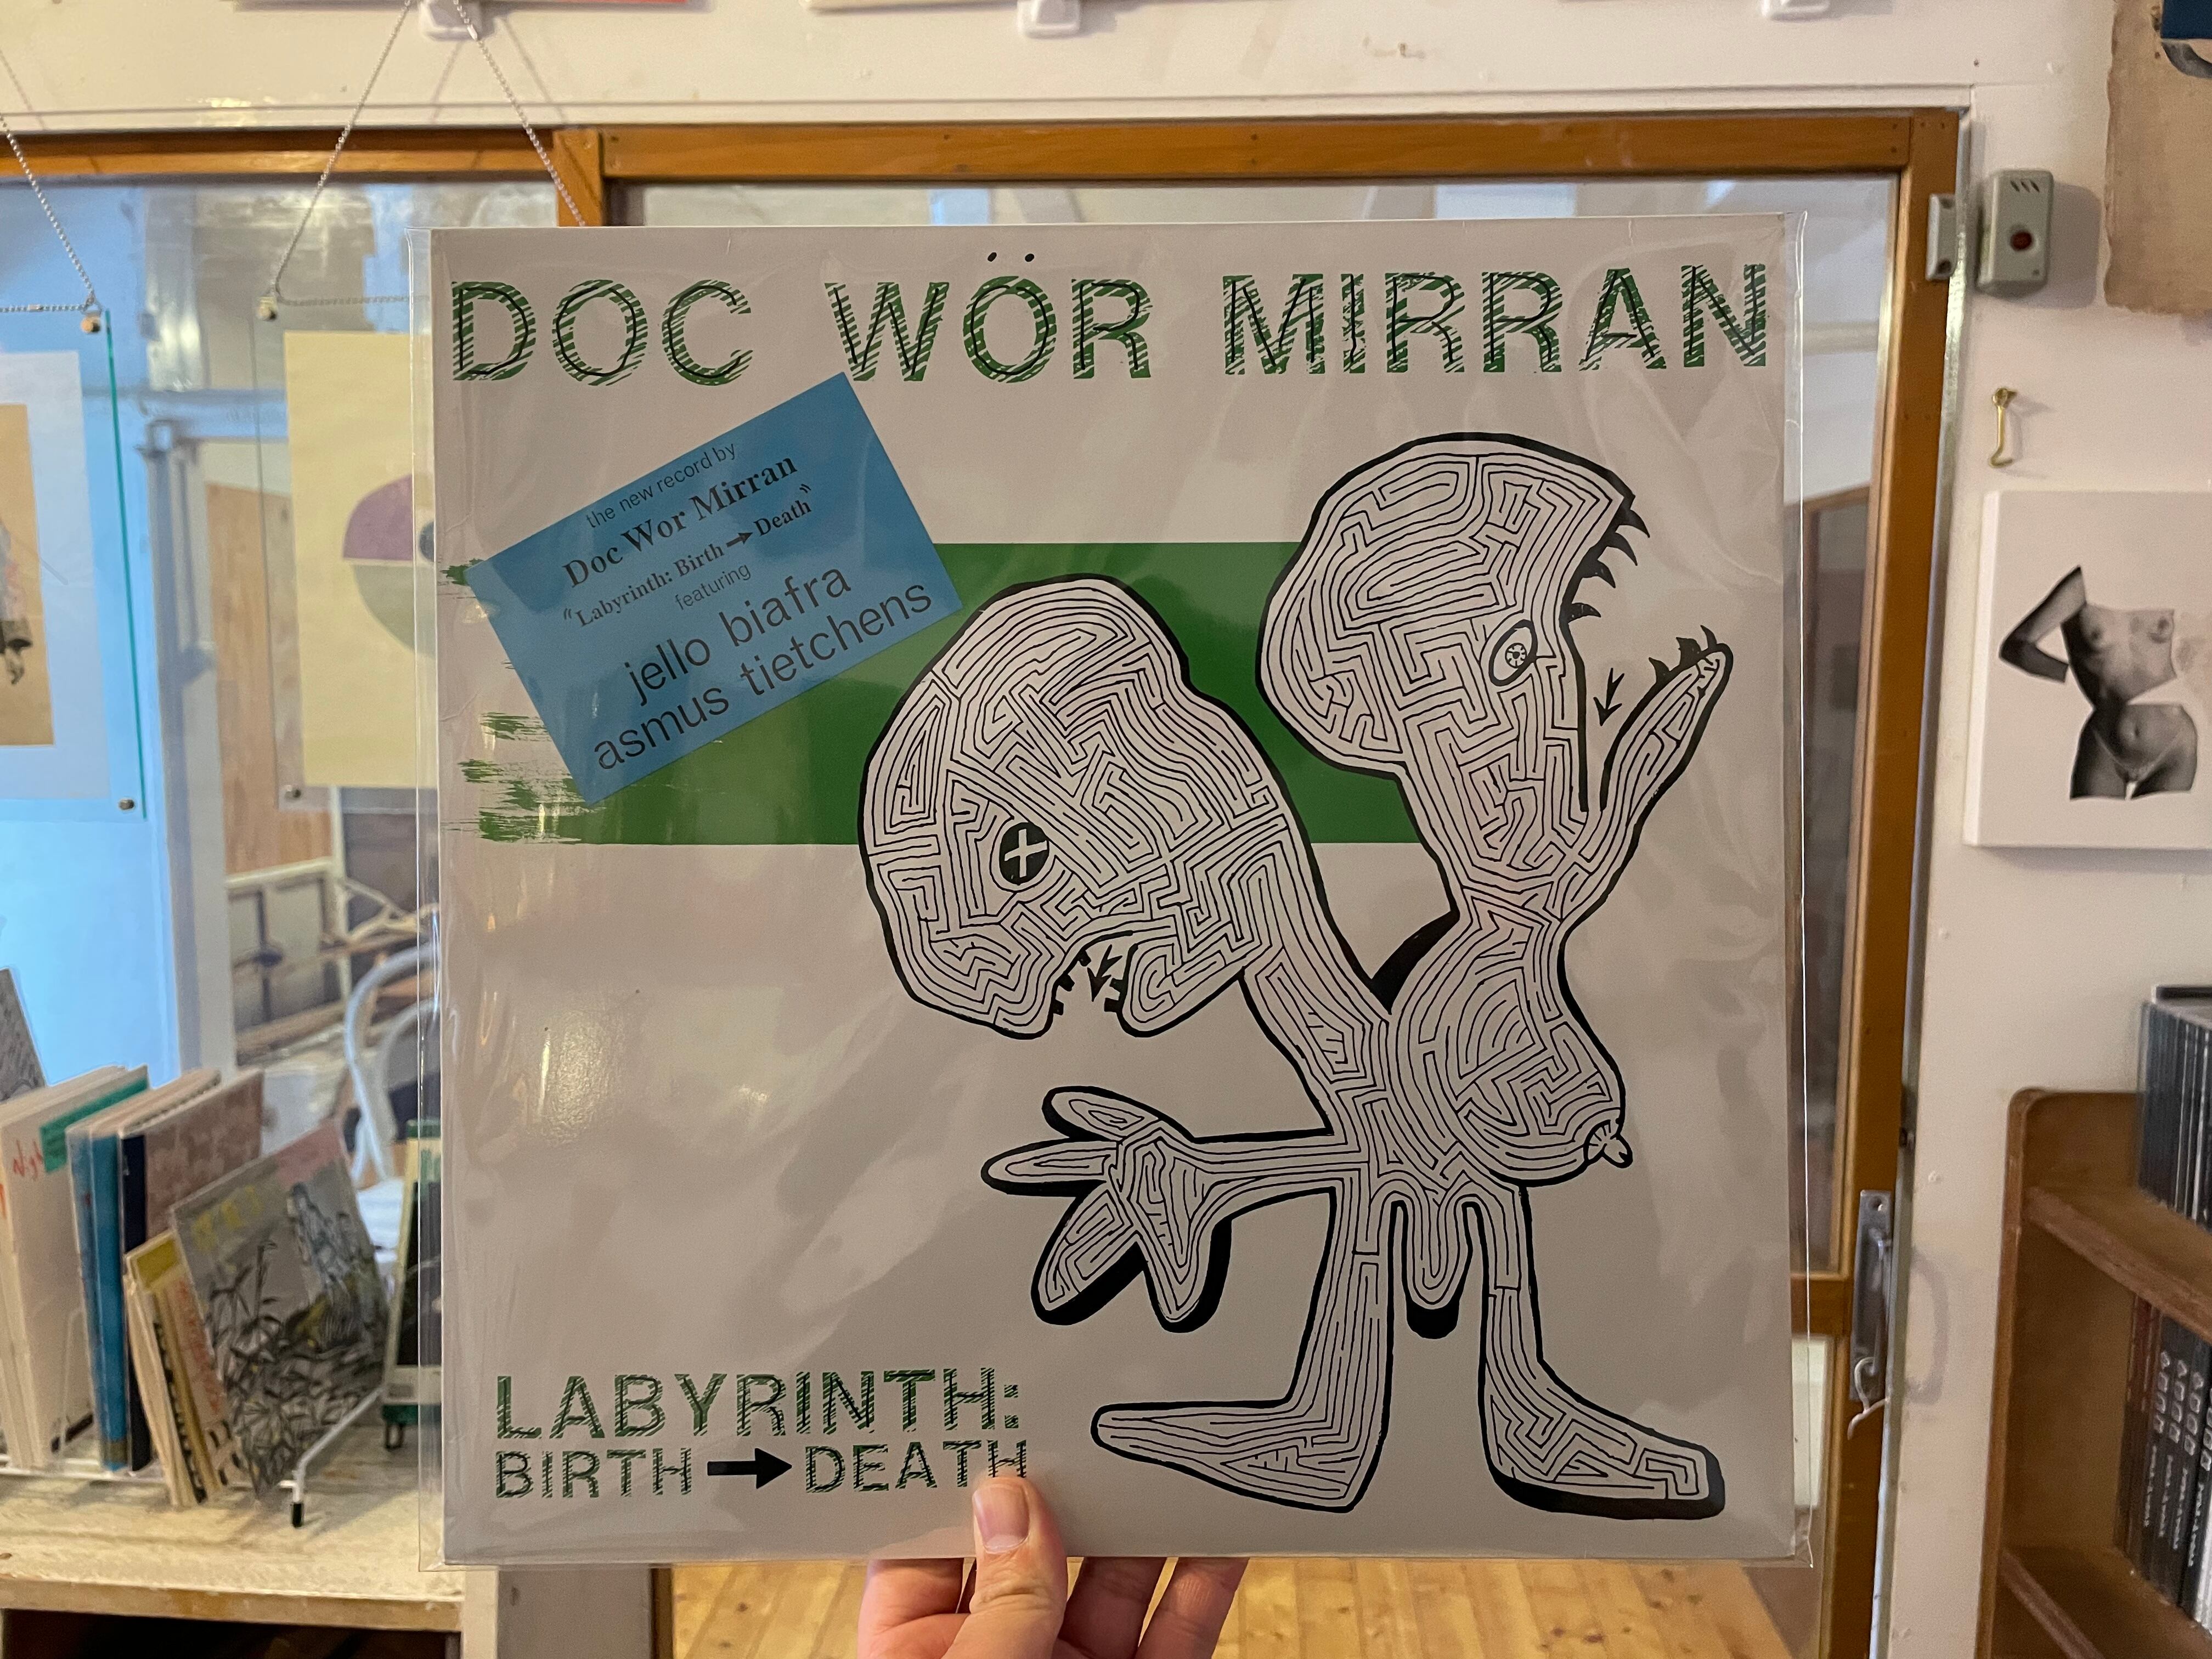 DOC WÖR MIRRAN
the new record by
Doc Wor Mirran
"Labyrinth: Birth➔Death"
featuring
jello biafra
asmus tietchens
LABYRINTH:
BIRTH ➔ DEATH